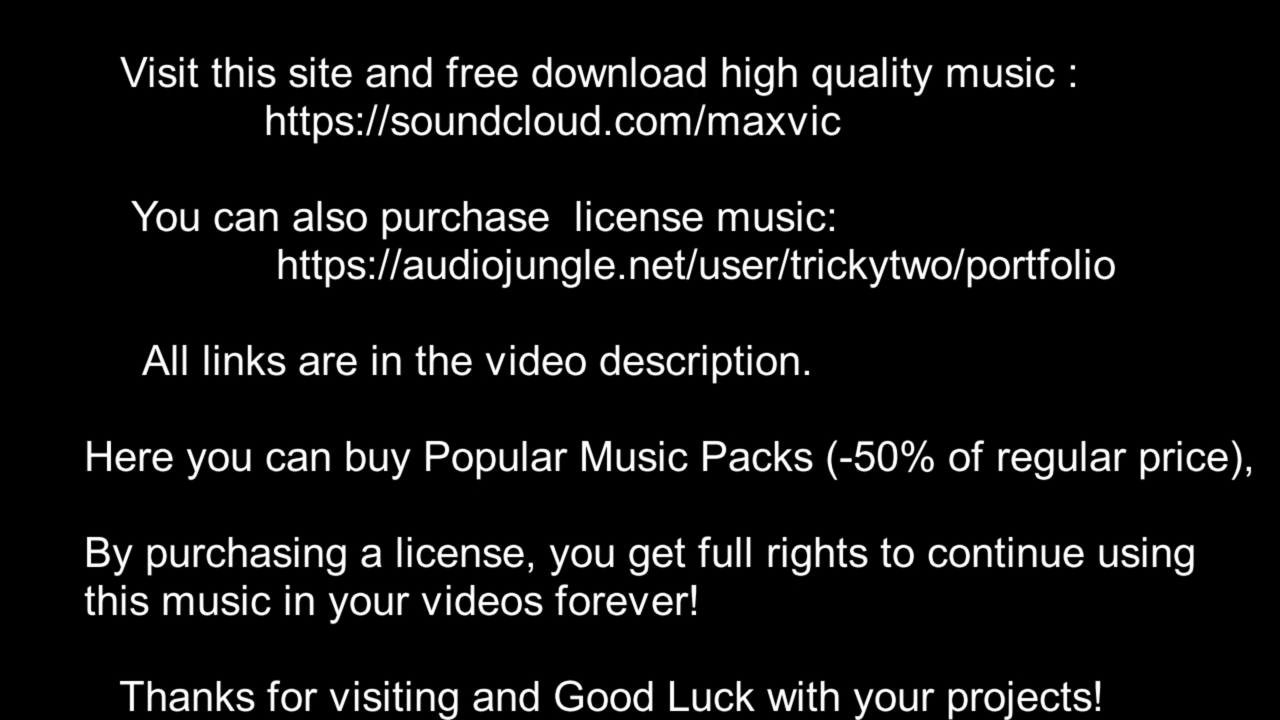 Visit this site and free download high quality music :
https://soundcloud.com/maxvic
You can also purchase  license music:
https://audiojungle.net/user/trickytwo/portfolio
All links are in the video description.
Here you can buy Popular Music Packs (-50% of regular price),
By purchasing a license, you get full rights to continue using
this music in your videos forever!
Thanks for visiting and Good Luck with your projects!